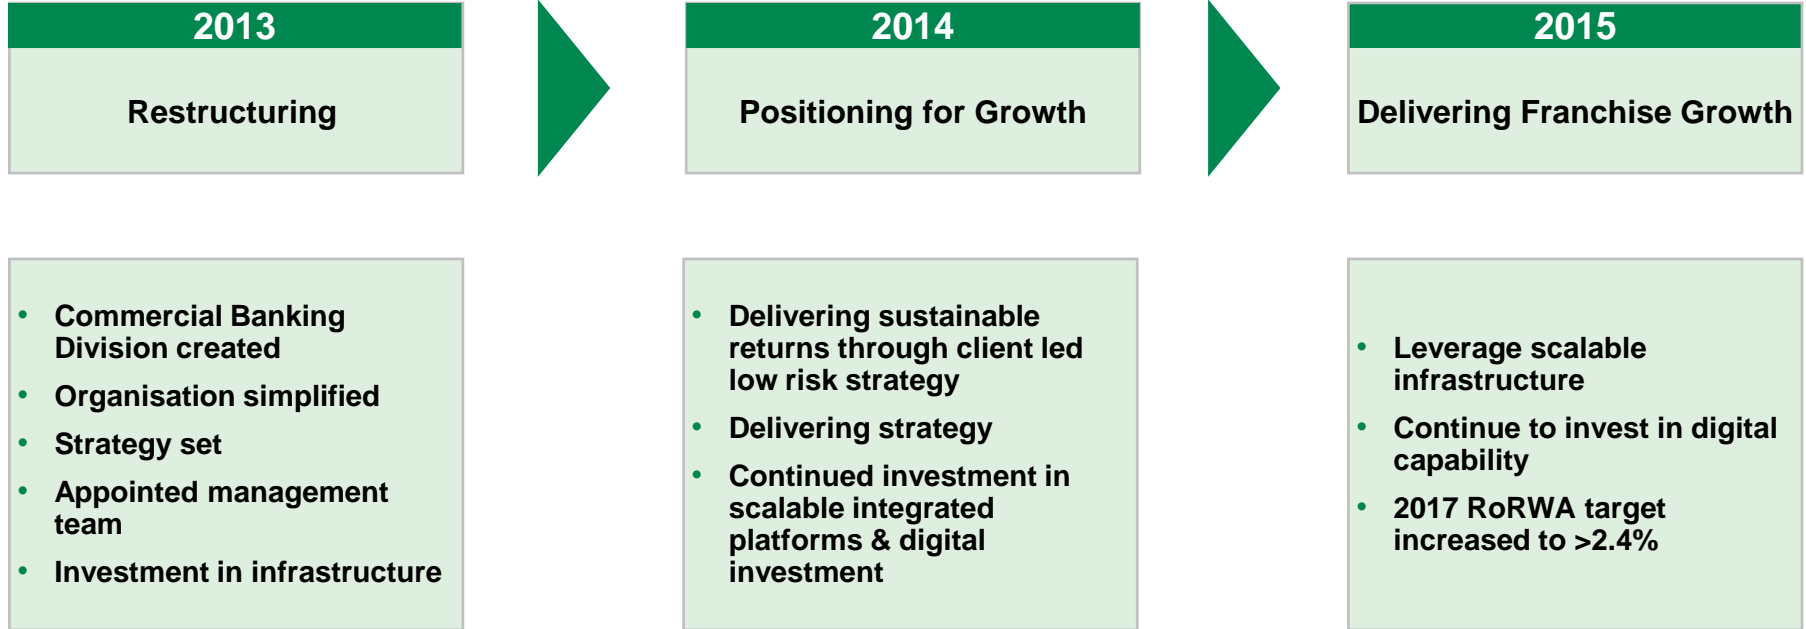 2013
Restructuring
2014
Positioning for Growth
2015
Delivering Franchise Growth
• Commercial Banking
Division created
• Organisation simplified
• Strategy set
• Appointed management
team
• Investment in infrastructure
• Delivering sustainable
returns through client led
low risk strategy
• Delivering strategy
• Continued investment in
scalable integrated
platforms & digital
investment
• Leverage scalable
infrastructure
• Continue to invest in digital
capability
• 2017 RoRWA target
increased to >2.4%